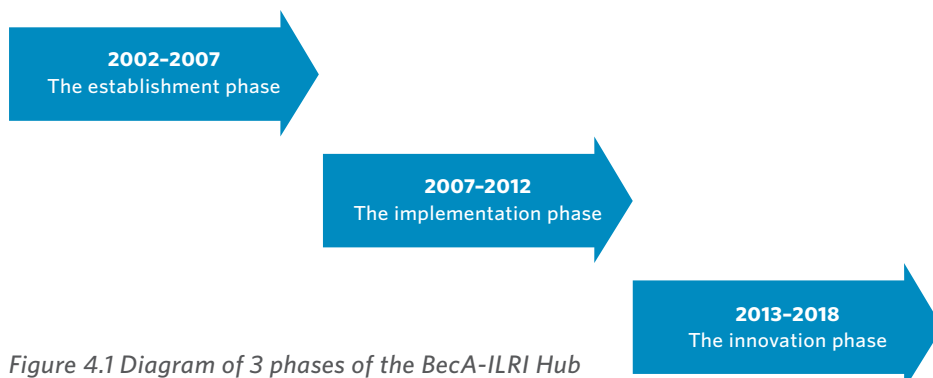 2002–2007
The establishment phase
2007–2012
The implementation phase
2013–2018
The innovation phase
Figure 4.1 Diagram of 3 phases of the BecA-ILRI Hub